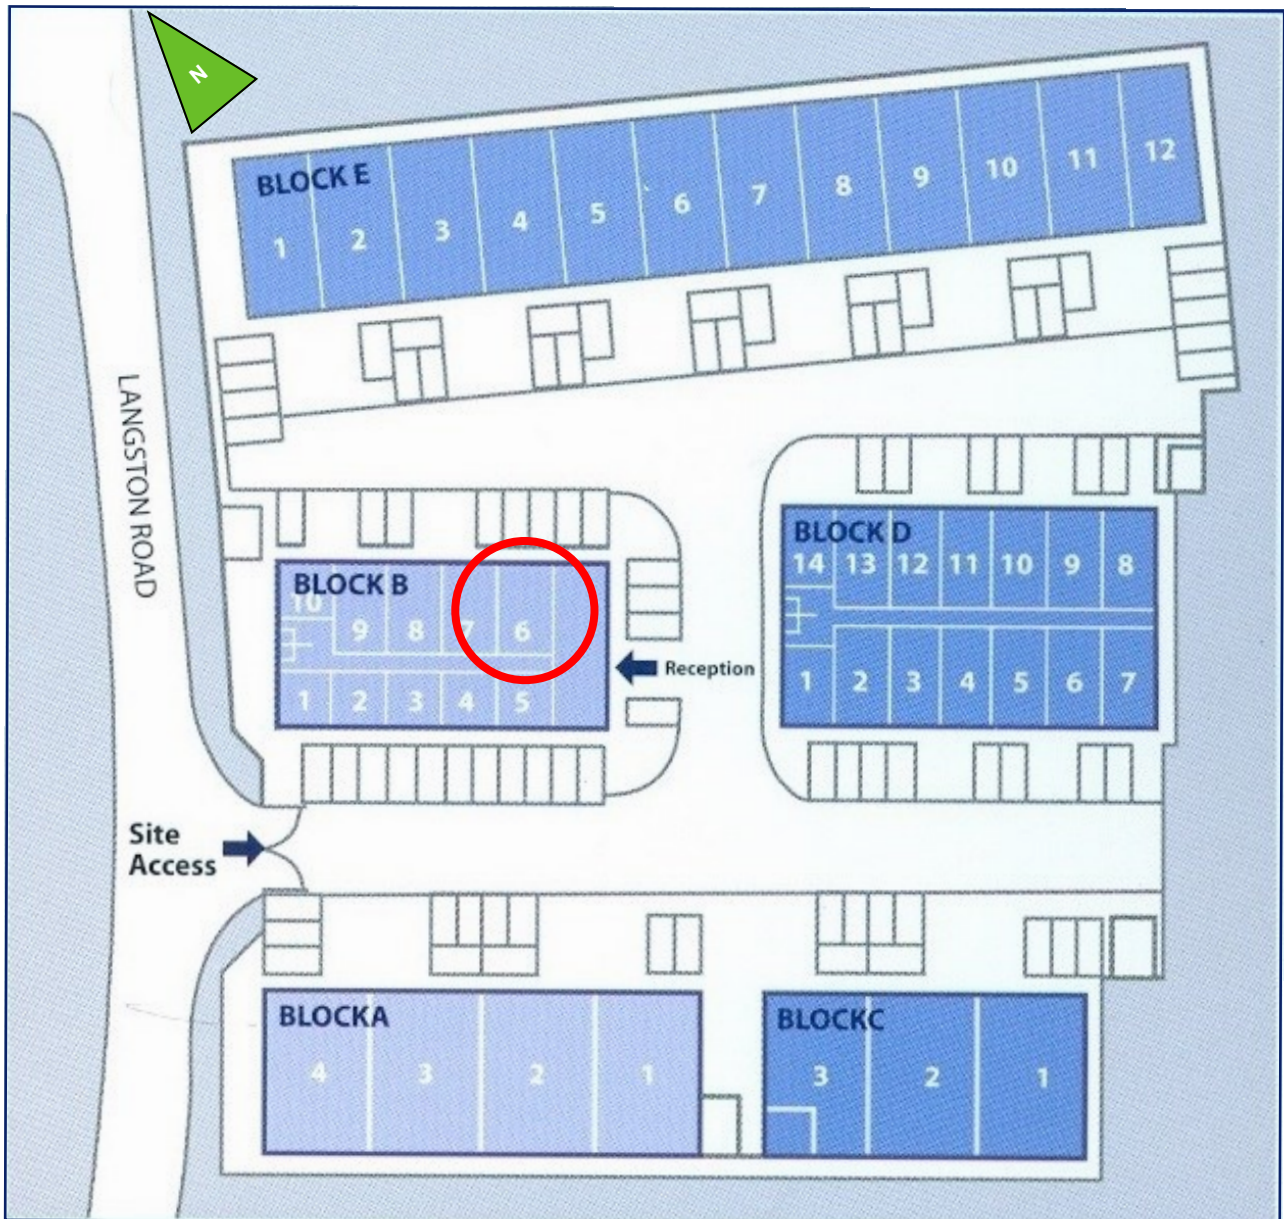 N
BLOCK E
1 2 3 4 5 6 7 8 9 10 11 12
LANGSTON ROAD
BLOCK B
10 9 8 7 6
1 2 3 4 5
Reception
BLOCK D
14 13 12 11 10 9 8
1 2 3 4 5 6 7
Site
Access
BLOCKA
4 3 2 1
BLOCKC
3 2 1